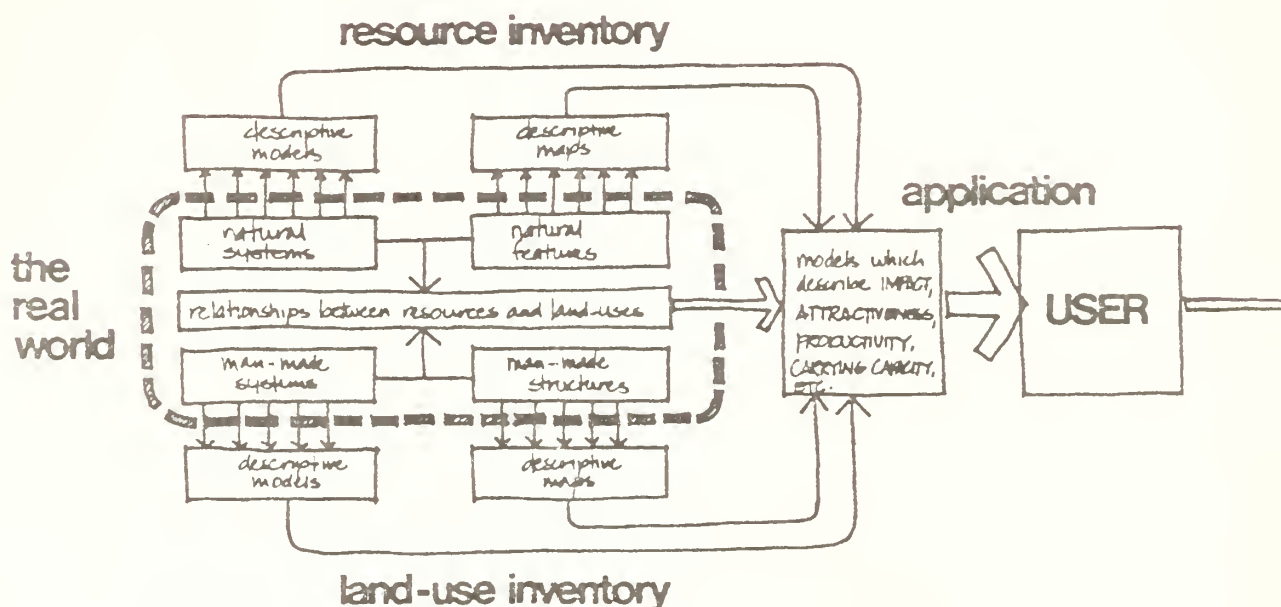 resource inventory
descriptive
models
descriptive
maps
application
natural
systems
natural
features
the
real
world
relationships between resources and land-uses
models which
describe IMPACT,
ATTRACTIVENESS,
PRODUCTIVITY,
CARRYING CAPACITY,
ETC.
USER
man-made
systems
man-made
structures
descriptive
models
descriptive
maps
land-use inventory